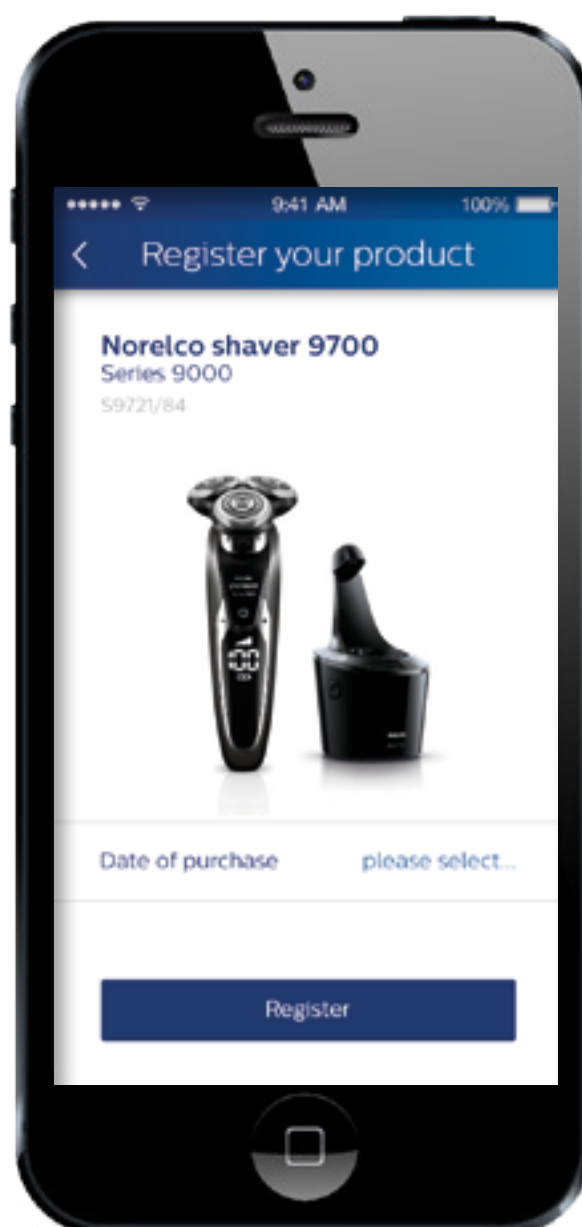 9:41 AM 100%
Register your product
Norelco shaver 9700
Series 9000
S9721/84
100
Date of purchase please select...
Register